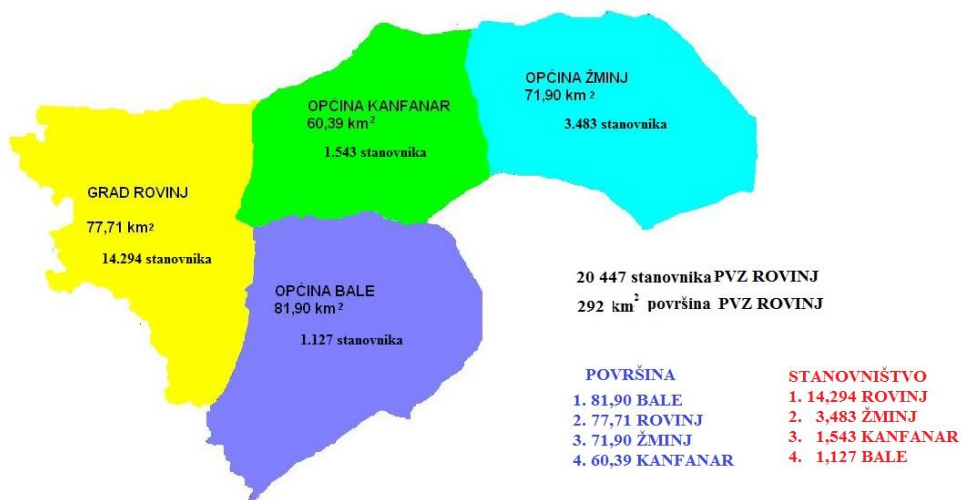 OPĆINA ŽMINJ
71,90 km²
3.483 stanovnika
OPĆINA KANFANAR
60,39 km²
1.543 stanovnika
GRAD ROVINJ
77,71 km²
14.294 stanovnika
OPĆINA BALE
81,90 km²
1.127 stanovnika
20 447 stanovnika PVZ ROVINJ
292 km² površina PVZ ROVINJ
POVRŠINA
1. 81,90 BALE
2. 77,71 ROVINJ
3. 71,90 ŽMINJ
4. 60,39 KANFANAR
STANOVNIŠTVO
1. 14,294 ROVINJ
2. 3,483 ŽMINJ
3. 1,543 KANFANAR
4. 1,127 BALE